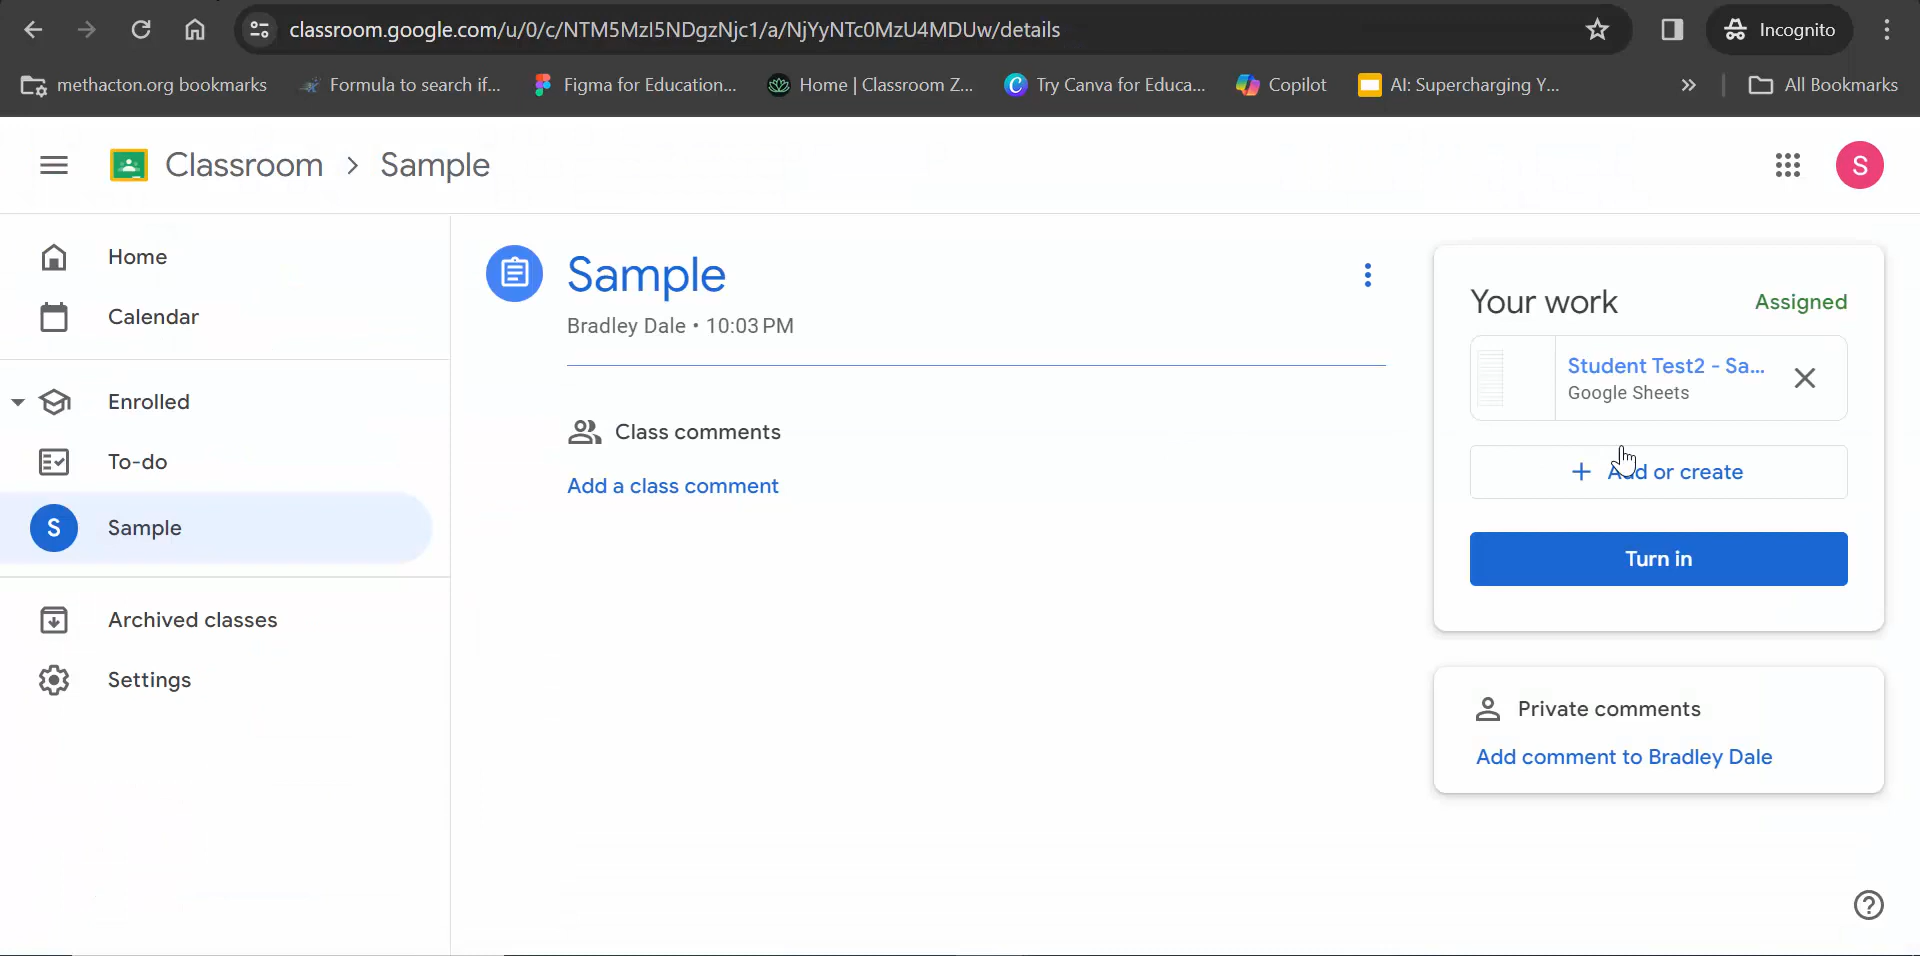 classroom.google.com/u/0/c/NTM5MzI5NDgzNjc1/a/NjYyNTc0MzU4MDUw/details
Incognito
methacton.org bookmarks
Formula to search if...
Figma for Education...
Home | Classroom Z...
Try Canva for Educa...
Copilot
AI: Supercharging Y...
»
All Bookmarks
Classroom > Sample
S
Home
Calendar
Enrolled
To-do
S Sample
Archived classes
Settings
Sample
Bradley Dale • 10:03 PM
Class comments
Add a class comment
Your work Assigned
Student Test2 - Sa...
Google Sheets
+ Add or create
Turn in
Private comments
Add comment to Bradley Dale